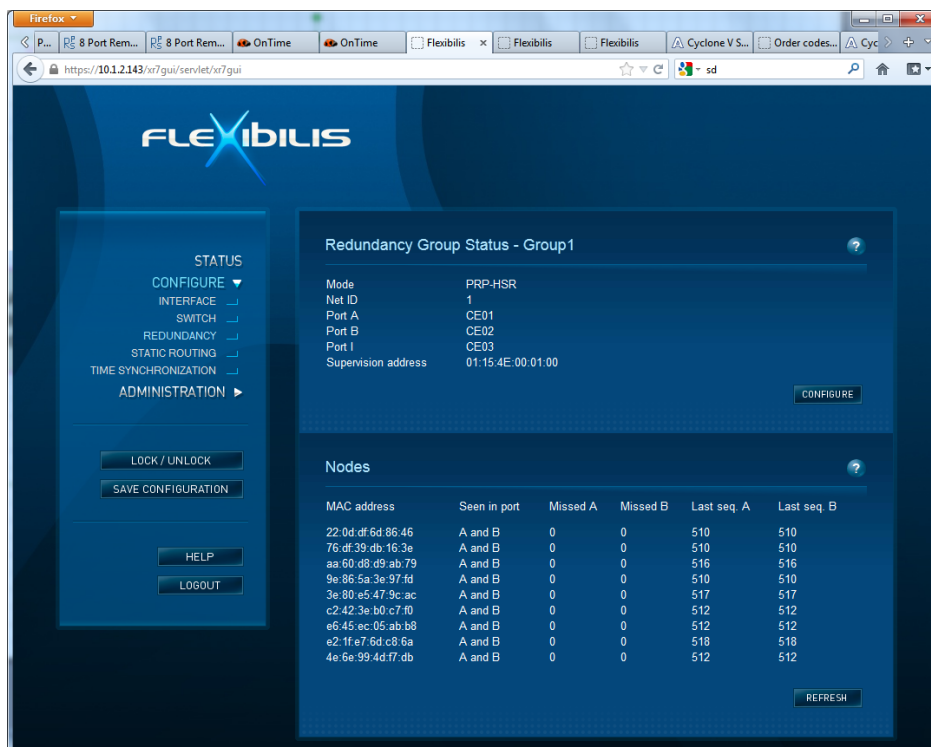 Firefox
P... 8 Port Rem... 8 Port Rem... OnTime OnTime Flexibilis × Flexibilis Flexibilis Cyclone V S... Order codes... Cyc
https://10.1.2.143/xr7gui/servlet/xr7gui sd
FLEXIBILIS
STATUS
CONFIGURE
INTERFACE
SWITCH
REDUNDANCY
STATIC ROUTING
TIME SYNCHRONIZATION
ADMINISTRATION
LOCK / UNLOCK
SAVE CONFIGURATION
HELP
LOGOUT
Redundancy Group Status - Group1 ?
Mode PRP-HSR
Net ID 1
Port A CE01
Port B CE02
Port I CE03
Supervision address 01:15:4E:00:01:00
CONFIGURE
Nodes ?
MAC address Seen in port Missed A Missed B Last seq. A Last seq. B
22:0d:df:6d:86:46 A and B 0 0 510 510
76:df:39:db:16:3e A and B 0 0 510 510
aa:60:d8:d9:ab:79 A and B 0 0 516 516
9e:86:5a:3e:97:fd A and B 0 0 510 510
3e:80:e5:47:9c:ac A and B 0 0 517 517
c2:42:3e:b0:c7:f0 A and B 0 0 512 512
e6:45:ec:05:ab:b8 A and B 0 0 512 512
e2:1f:e7:6d:c8:6a A and B 0 0 518 518
4e:6e:99:4d:f7:db A and B 0 0 512 512
REFRESH